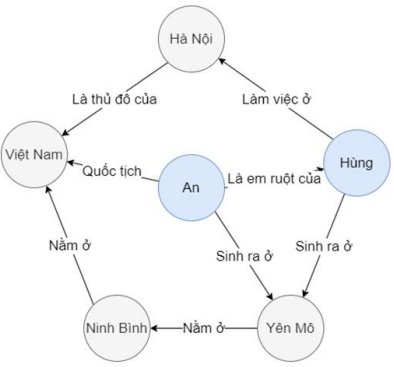 Hà Nội
Là thủ đô của
Làm việc ở
Việt Nam
Quốc tịch
An
Là em ruột của
Hùng
Nằm ở
Sinh ra ở
Sinh ra ở
Ninh Bình
Nằm ở
Yên Mô